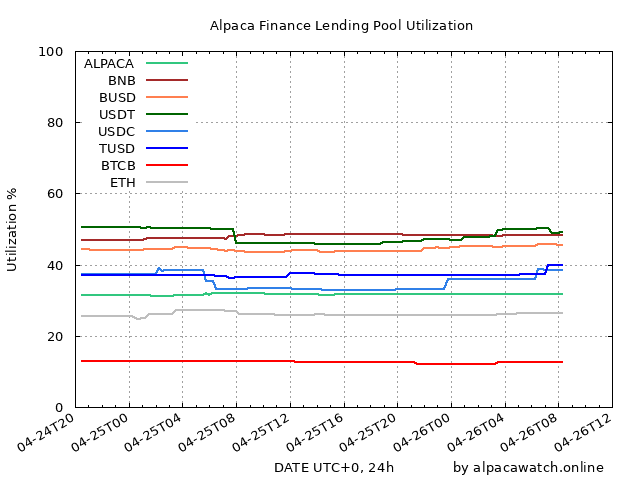 Alpaca Finance Lending Pool Utilization
Utilization %
100
80
60
40
20
0
ALPACA
BNB
BUSD
USDT
USDC
TUSD
BTCB
ETH
04-24T20
04-25T00
04-25T04
04-25T08
04-25T12
04-25T16
04-25T20
04-26T00
04-26T04
04-26T08
04-26T12
DATE UTC+0, 24h
by alpacawatch.online